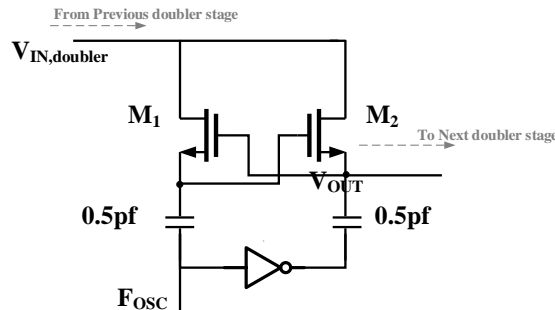 From Previous doubler stage
VIN,doubler
M1
M2
To Next doubler stage
VOUT
0.5pf
0.5pf
FOSC